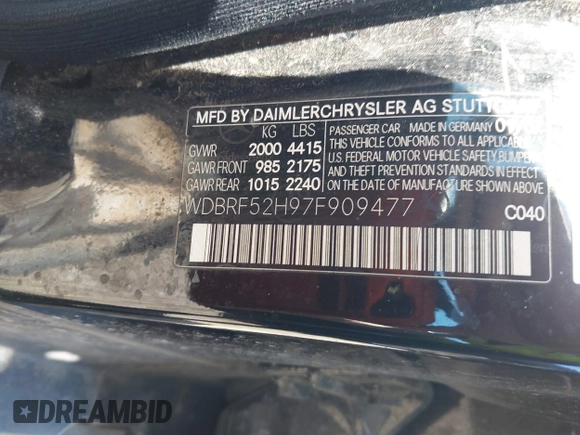 MFD BY DAIMLERCHRYSLER AG
KG LBS
GVWR 2000 4415
GAWR FRONT 985 2175
GAWR REAR 1015 2240
PASSENGER CAR MADE IN GERMANY
THIS VEHICLE CONFORMS TO ALL APPLICABLE
U.S. FEDERAL MOTOR VEHICLE SAFETY, BUMPER,
AND THEFT PREVENTION STANDARDS IN EFFECT
ON THE DATE OF MANUFACTURE SHOWN ABOVE
WDBRF52H97F909477
C040
DREAMBID